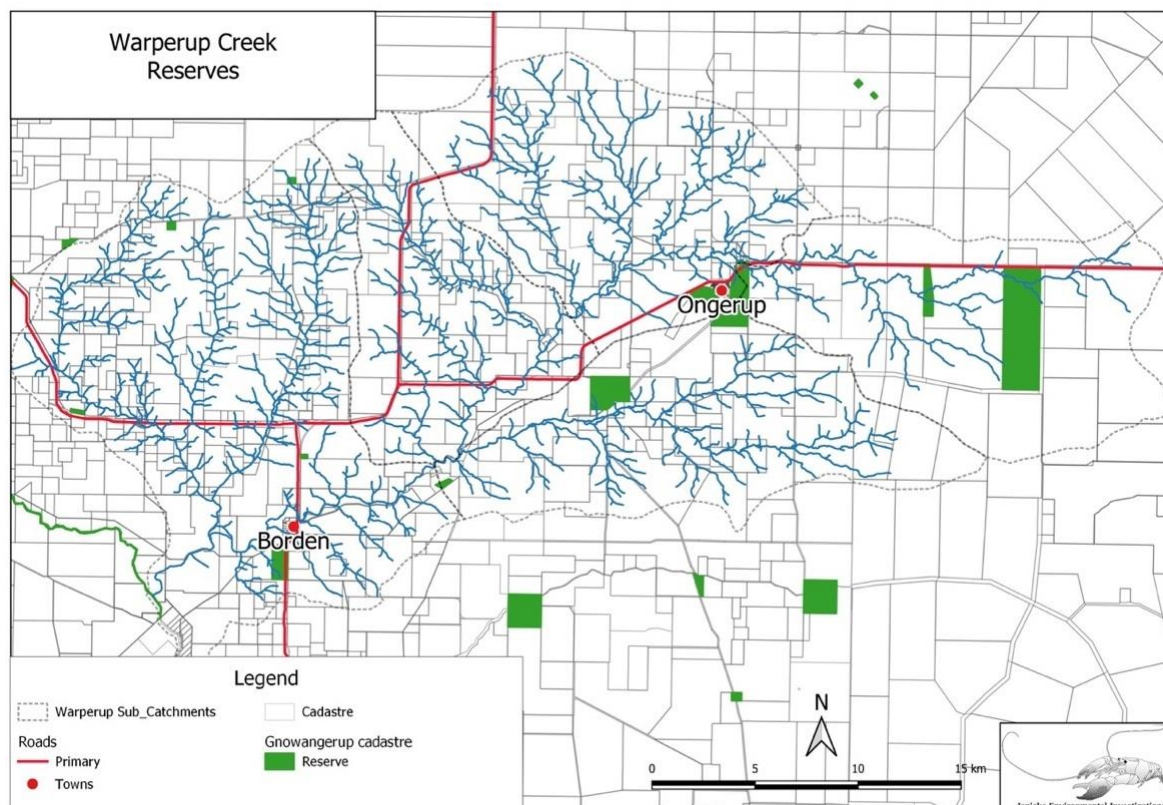 Warperup Creek
Reserves
Ongerup
Borden
Legend
Warperup Sub_Catchments
Cadastre
Roads
Gnowangerup cadastre
Primary
Reserve
Towns
N
0 5 10 15 km